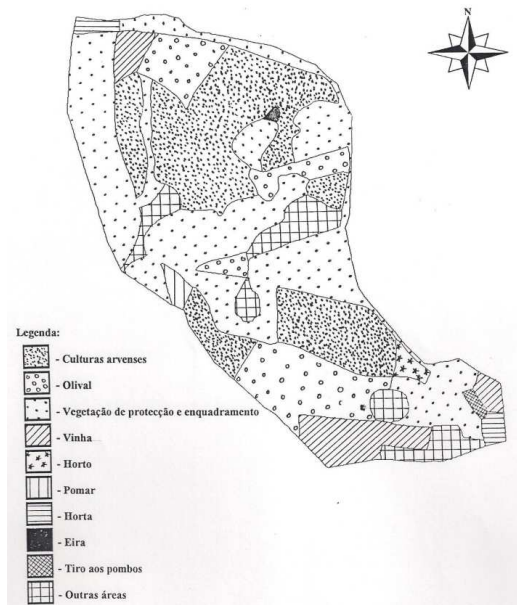 N
Legenda:
- Culturas arvenses
- Olival
- Vegetação de protecção e enquadramento
- Vinha
- Horto
- Pomar
- Horta
- Eira
- Tiro aos pombos
- Outras áreas